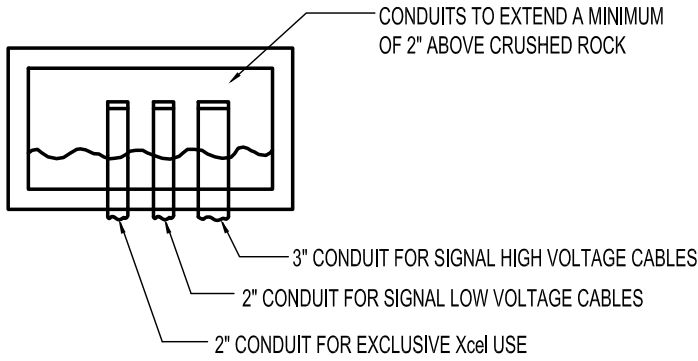 CONDUITS TO EXTEND A MINIMUM
OF 2" ABOVE CRUSHED ROCK
3" CONDUIT FOR SIGNAL HIGH VOLTAGE CABLES
2" CONDUIT FOR SIGNAL LOW VOLTAGE CABLES
2" CONDUIT FOR EXCLUSIVE Xcel USE